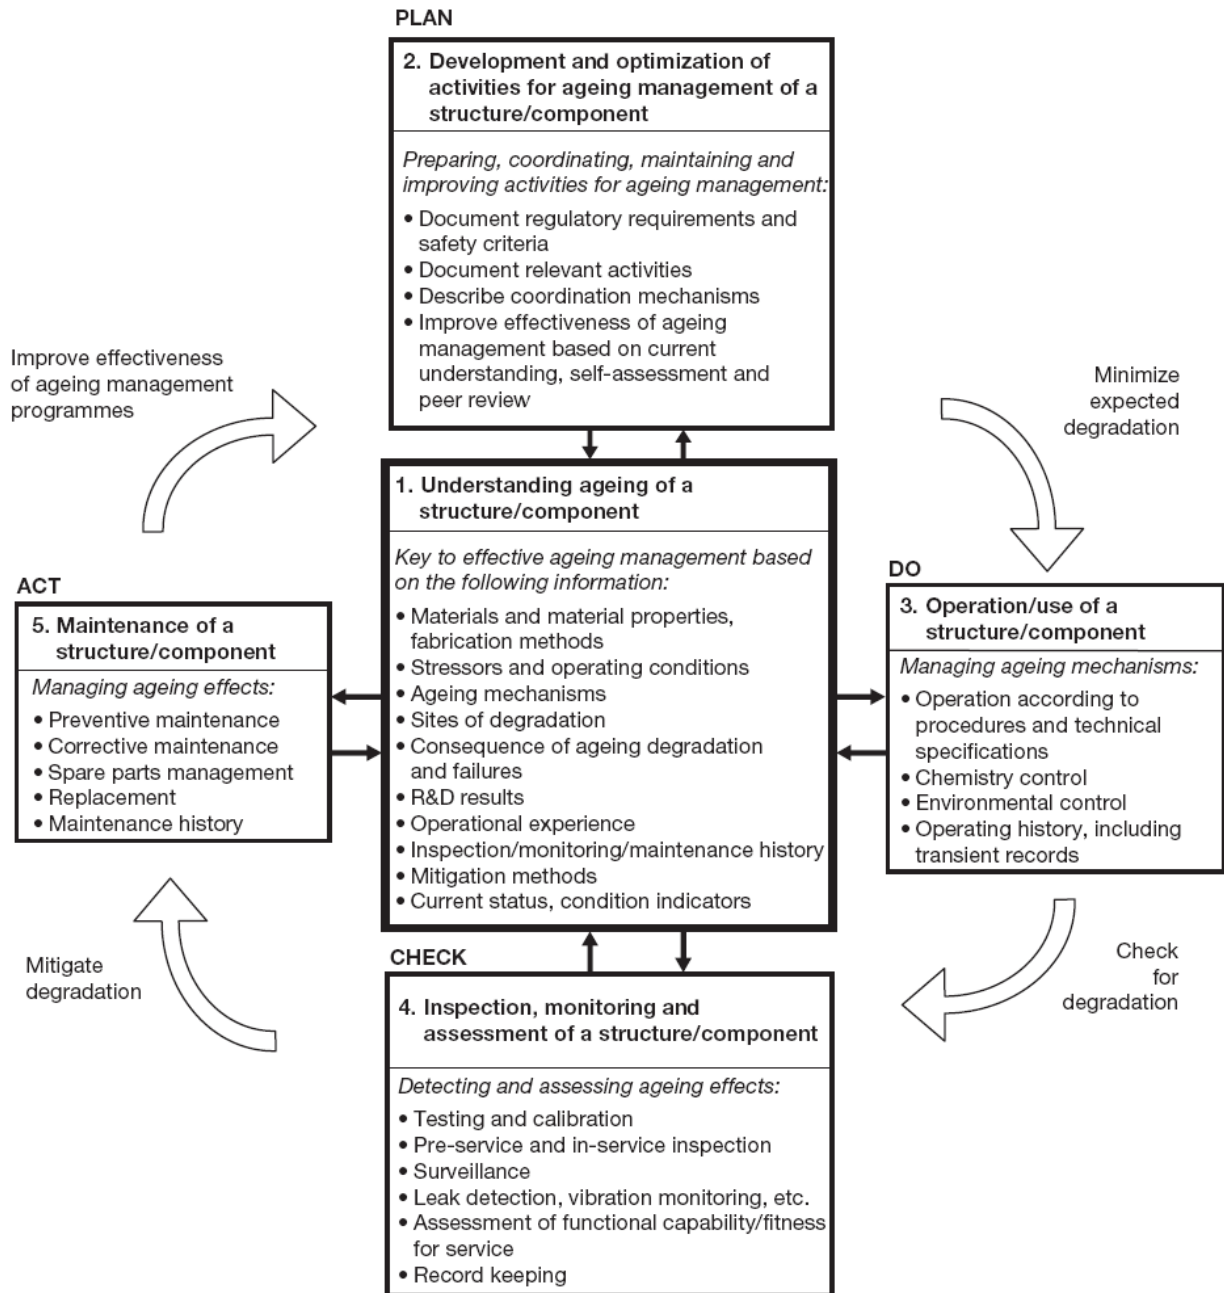 PLAN
2. Development and optimization of
activities for ageing management of a
structure/component
Preparing, coordinating, maintaining and
improving activities for ageing management:
• Document regulatory requirements and
safety criteria
• Document relevant activities
• Describe coordination mechanisms
• Improve effectiveness of ageing
management based on current
understanding, self-assessment and
peer review
Improve effectiveness
of ageing management
programmes
Minimize
expected
degradation
1. Understanding ageing of a
structure/component
Key to effective ageing management based
on the following information:
• Materials and material properties,
fabrication methods
• Stressors and operating conditions
• Ageing mechanisms
• Sites of degradation
• Consequence of ageing degradation
and failures
• R&D results
• Operational experience
• Inspection/monitoring/maintenance history
• Mitigation methods
• Current status, condition indicators
ACT
5. Maintenance of a
structure/component
Managing ageing effects:
• Preventive maintenance
• Corrective maintenance
• Spare parts management
• Replacement
• Maintenance history
DO
3. Operation/use of a
structure/component
Managing ageing mechanisms:
• Operation according to
procedures and technical
specifications
• Chemistry control
• Environmental control
• Operating history, including
transient records
Mitigate
degradation
Check
for
degradation
CHECK
4. Inspection, monitoring and
assessment of a structure/component
Detecting and assessing ageing effects:
• Testing and calibration
• Pre-service and in-service inspection
• Surveillance
• Leak detection, vibration monitoring, etc.
• Assessment of functional capability/fitness
for service
• Record keeping